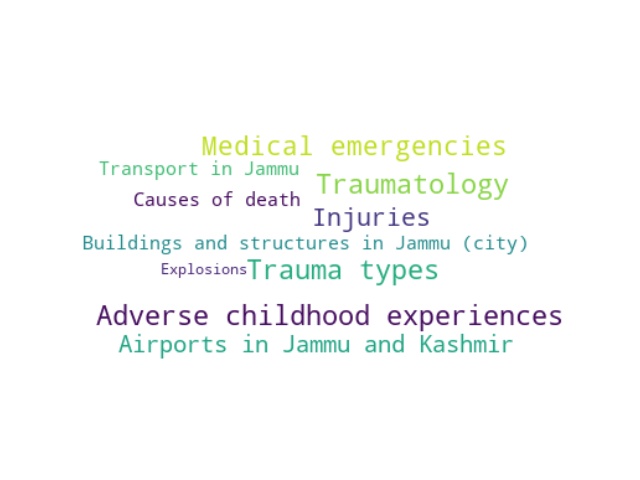 Medical emergencies
Transport in Jammu
Traumatology
Causes of death
Injuries
Buildings and structures in Jammu (city)
Explosions
Trauma types
Adverse childhood experiences
Airports in Jammu and Kashmir